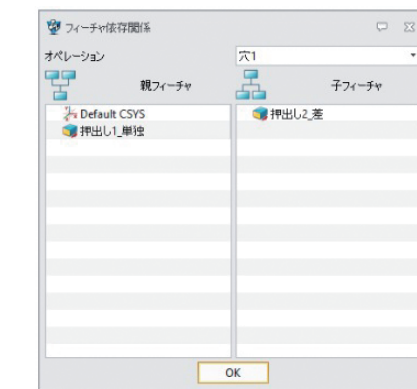 フィーチャ依存関係
オペレーション 穴1
親フィーチャ 子フィーチャ
Default CSYS 押出し2_差
押出し1_単独
OK